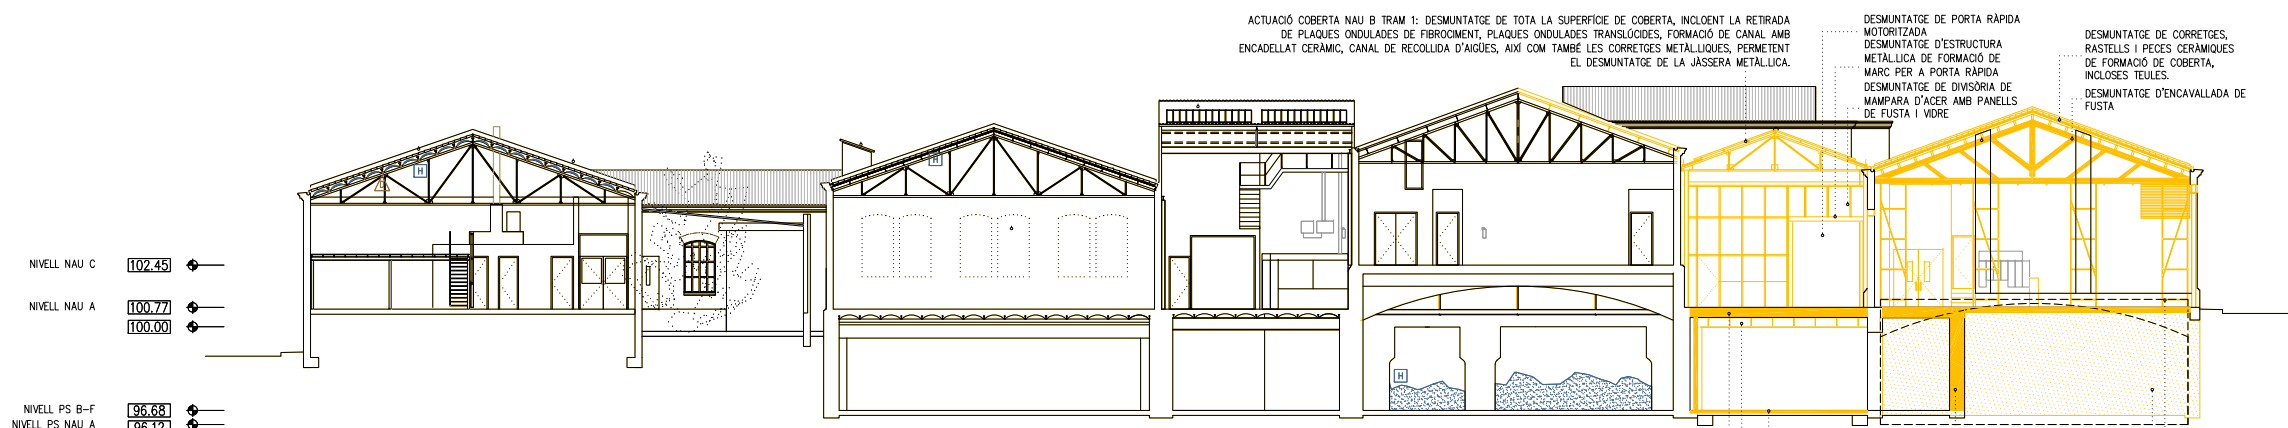 ACTUACIÓ COBERTA NAU B TRAM 1: DESMUNTATGE DE TOTA LA SUPERFÍCIE DE COBERTA, INCLOENT LA RETIRADA
DE PLAQUES ONDULADES DE FIBROCIMENT, PLAQUES ONDULADES TRANSLÚCIDES, FORMACIÓ DE CANAL AMB
ENCADELLAT CERÀMIC, CANAL DE RECOLLIDA D'AIGÜES, AIXÍ COM TAMBÉ LES CORRETGES METÀL.LIQUES, PERMETENT
EL DESMUNTATGE DE LA JÀSSERA METÀL.LICA.
DESMUNTATGE DE PORTA RÀPIDA
MOTORITZADA
DESMUNTATGE D'ESTRUCTURA
METÀL.LICA DE FORMACIÓ DE
MARC PER A PORTA RÀPIDA
DESMUNTATGE DE DIVISÒRIA DE
MAMPARA D'ACER AMB PANELLS
DE FUSTA I VIDRE
DESMUNTATGE DE CORRETGES,
RASTELLS I PECES CERÀMIQUES
DE FORMACIÓ DE COBERTA,
INCLOSES TEULES.
DESMUNTATGE D'ENCAVALLADA DE
FUSTA
H
H
NIVELL NAU C 102.45
NIVELL NAU A 100.77
100.00
H
NIVELL PS B-F 96.68
NIVELL PS NAU A 96.12